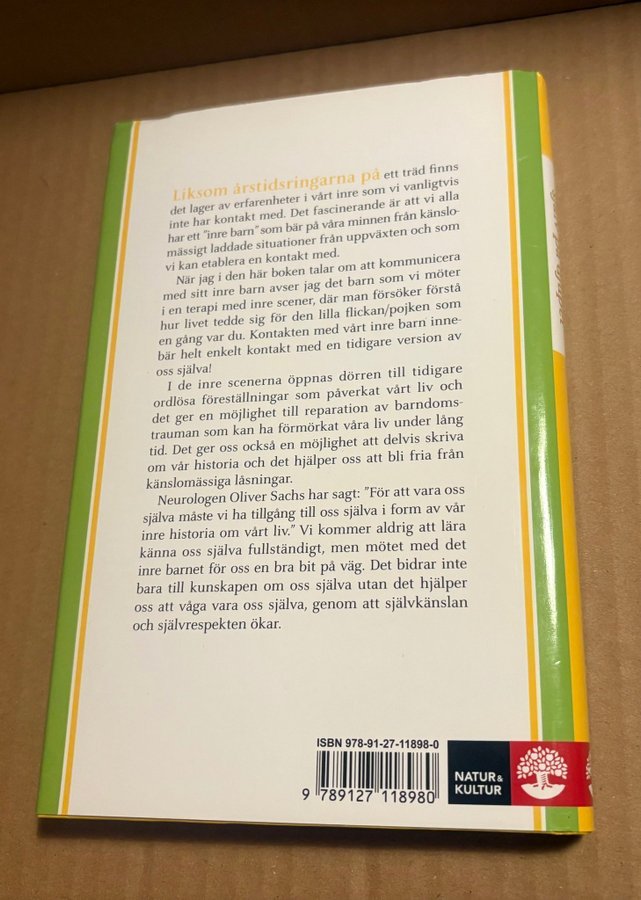 Liksom årstidsringarna på ett träd finns
det lager av erfarenheter i vårt inre som vi vanligtvis
inte har kontakt med. Det fascinerande är att vi alla
har ett "inre barn" som bär på våra minnen från känslo-
mässigt laddade situationer från uppväxten och som
vi kan etablera en kontakt med.
När jag i den här boken talar om att kommunicera
med sitt inre barn avser jag det barn som vi möter
i en terapi med inre scener, där man försöker förstå
hur livet tedde sig för den lilla flickan/pojken som
en gång var du. Kontakten med vårt inre barn inne-
bär helt enkelt kontakt med en tidigare version av
oss själva!
I de inre scenerna öppnas dörren till tidigare
ordlösa föreställningar som påverkat vårt liv och
det ger en möjlighet till reparation av barndoms-
trauman som kan ha förmörkat våra liv under lång
tid. Det ger oss också en möjlighet att delvis skriva
om vår historia och det hjälper oss att bli fria från
känslomässiga låsningar.
Neurologen Oliver Sachs har sagt: "För att vara oss
själva måste vi ha tillgång till oss själva i form av vår
inre historia om vårt liv." Vi kommer aldrig att lära
känna oss själva fullständigt, men mötet med det
inre barnet för oss en bra bit på väg. Det bidrar inte
bara till kunskapen om oss själva utan det hjälper
oss att våga vara oss själva, genom att självkänslan
och självrespekten ökar.
ISBN 978-91-27-11898-0
9 789127 118980
NATUR &
KULTUR